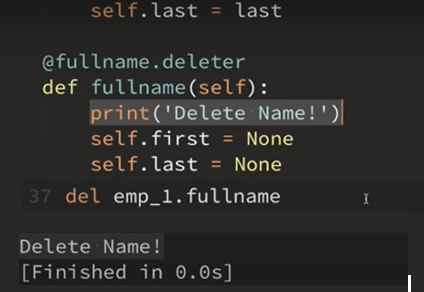 self.last = last
@fullname.deleter
def fullname(self):
print('Delete Name!')
self.first = None
self.last = None
37 del emp_1.fullname
Delete Name!
[Finished in 0.0s]